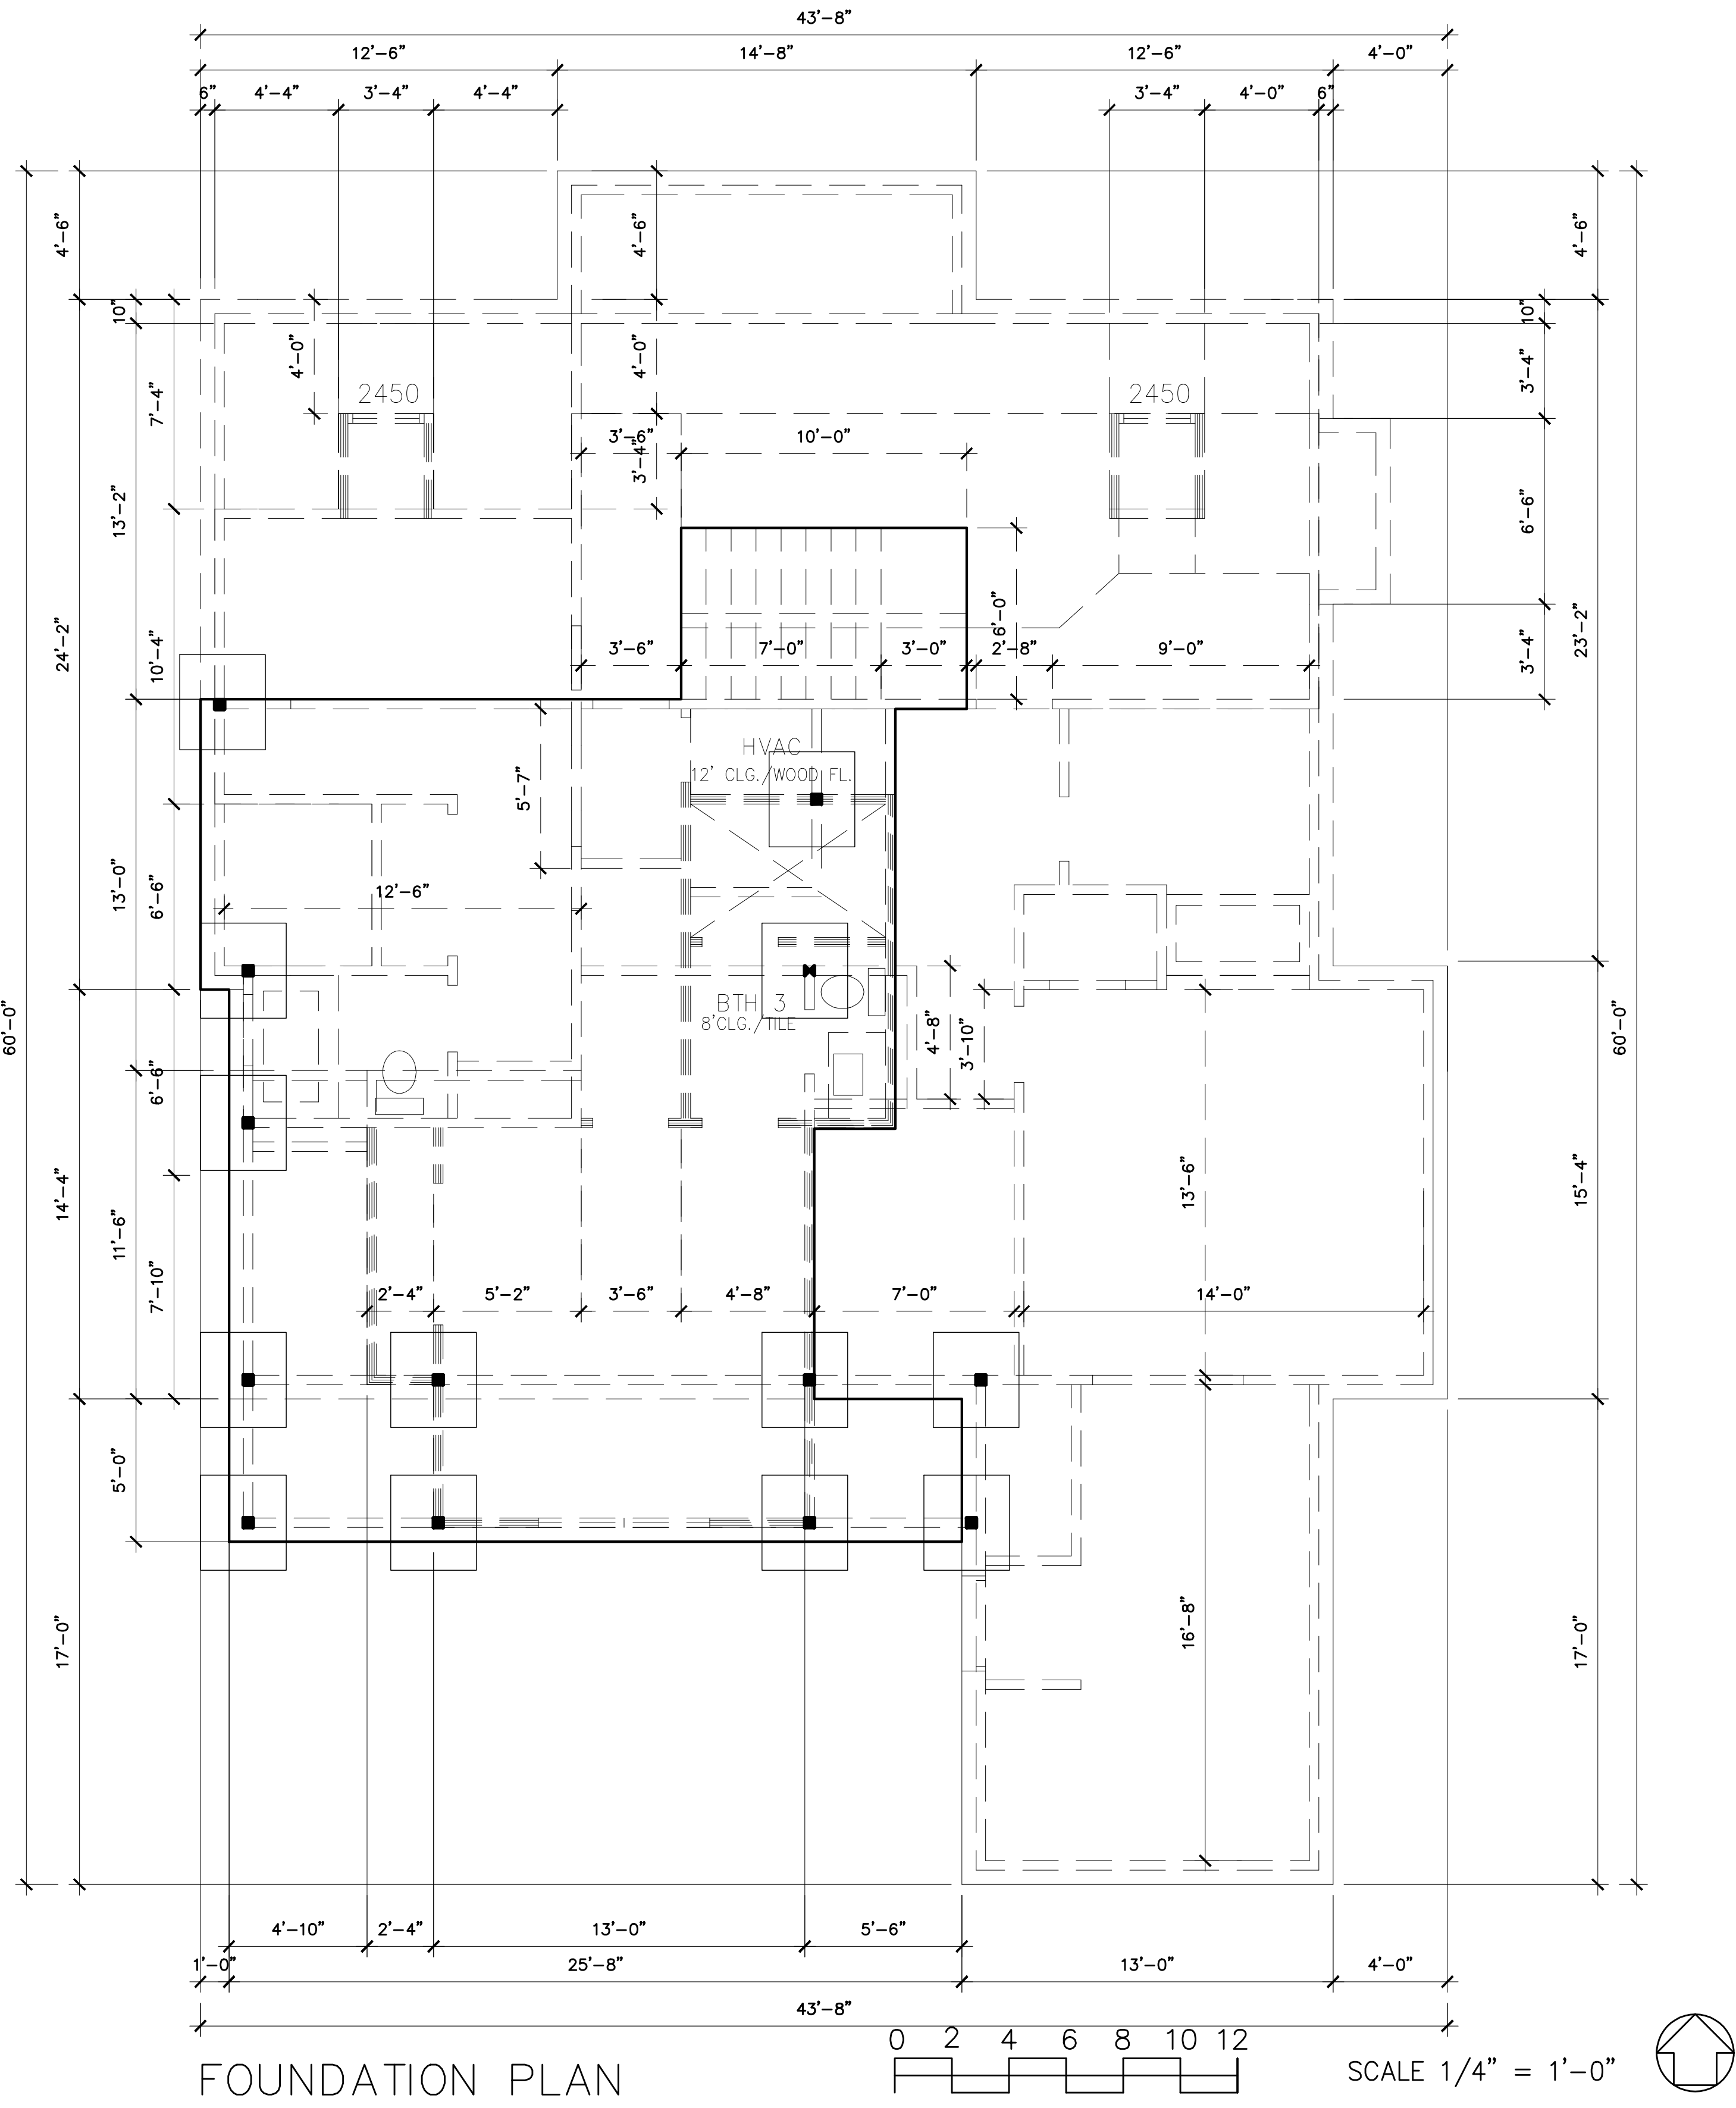 43'-8"
12'-6" 14'-8" 12'-6" 4'-0"
6" 4'-4" 3'-4" 4'-4" 3'-4" 4'-0" 6"
4'-6" 4'-6" 4'-6"
10" 10"
4'-0" 4'-0" 3'-4"
7'-4" 2450 2450
3'-6" 10'-0"
3'-4"
13'-2" 6'-6"
6'-0"
24'-2" 10'-4" 23'-2"
3'-6" 7'-0" 3'-0" 2'-8" 9'-0" 3'-4"
HVAC
12' CLG./WOOD FL.
5'-7"
13'-0" 6'-6" 12'-6"
60'-0" 60'-0"
BTH 3
8'CLG./TILE
4'-8" 3'-10"
6'-6"
14'-4" 13'-6" 15'-4"
11'-6" 7'-10"
2'-4" 5'-2" 3'-6" 4'-8" 7'-0" 14'-0"
5'-0"
17'-0" 16'-8" 17'-0"
4'-10" 2'-4" 13'-0" 5'-6"
1'-0" 25'-8" 13'-0" 4'-0"
43'-8"
0 2 4 6 8 10 12
FOUNDATION PLAN SCALE 1/4" = 1'-0"